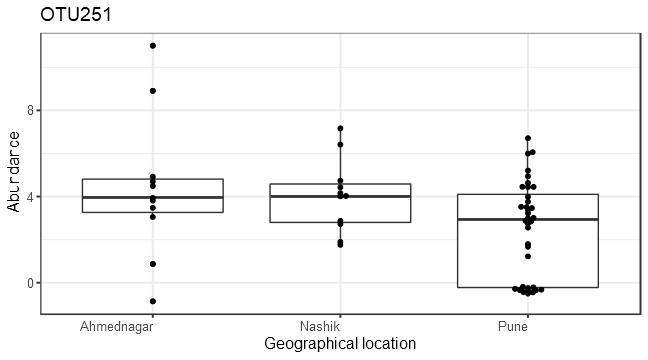 OTU251
Abundance
8
4
0
Ahmednagar
Nashik
Pune
Geographical location